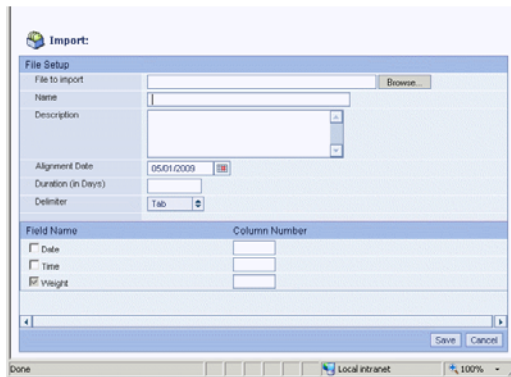 Import:
File Setup
File to import Browse...
Name
Description
Alignment Date 05/01/2009
Duration (in Days)
Delimiter Tab
Field Name Column Number
Date
Time
Weight
Save Cancel
Done Local intranet 100%